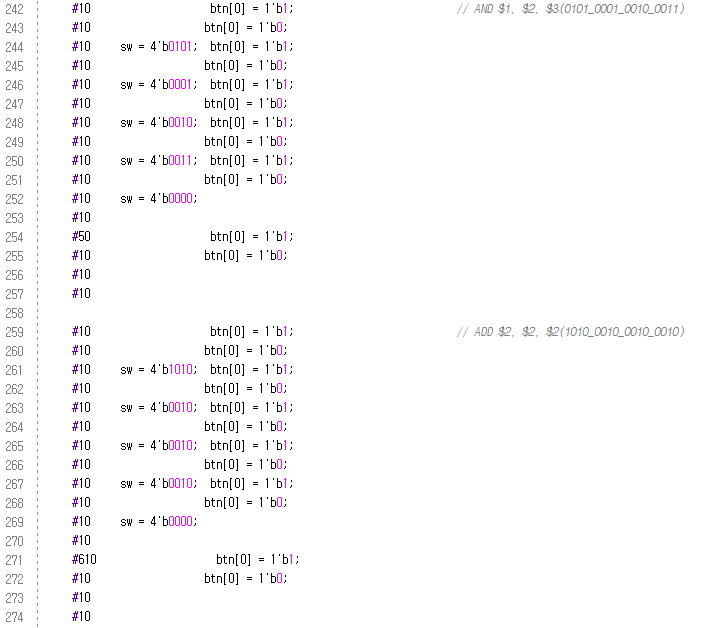 242 #10 btn[0] = 1'b1; // AND $1, $2, $3(0101_0001_0010_0011)
243 #10 btn[0] = 1'b0;
244 #10 sw = 4'b0101; btn[0] = 1'b1;
245 #10 btn[0] = 1'b0;
246 #10 sw = 4'b0001; btn[0] = 1'b1;
247 #10 btn[0] = 1'b0;
248 #10 sw = 4'b0010; btn[0] = 1'b1;
249 #10 btn[0] = 1'b0;
250 #10 sw = 4'b0011; btn[0] = 1'b1;
251 #10 btn[0] = 1'b0;
252 #10 sw = 4'b0000;
253 #10
254 #50 btn[0] = 1'b1;
255 #10 btn[0] = 1'b0;
256 #10
257 #10
258
259 #10 btn[0] = 1'b1; // ADD $2, $2, $2(1010_0010_0010_0010)
260 #10 btn[0] = 1'b0;
261 #10 sw = 4'b1010; btn[0] = 1'b1;
262 #10 btn[0] = 1'b0;
263 #10 sw = 4'b0010; btn[0] = 1'b1;
264 #10 btn[0] = 1'b0;
265 #10 sw = 4'b0010; btn[0] = 1'b1;
266 #10 btn[0] = 1'b0;
267 #10 sw = 4'b0010; btn[0] = 1'b1;
268 #10 btn[0] = 1'b0;
269 #10 sw = 4'b0000;
270 #10
271 #610 btn[0] = 1'b1;
272 #10 btn[0] = 1'b0;
273 #10
274 #10